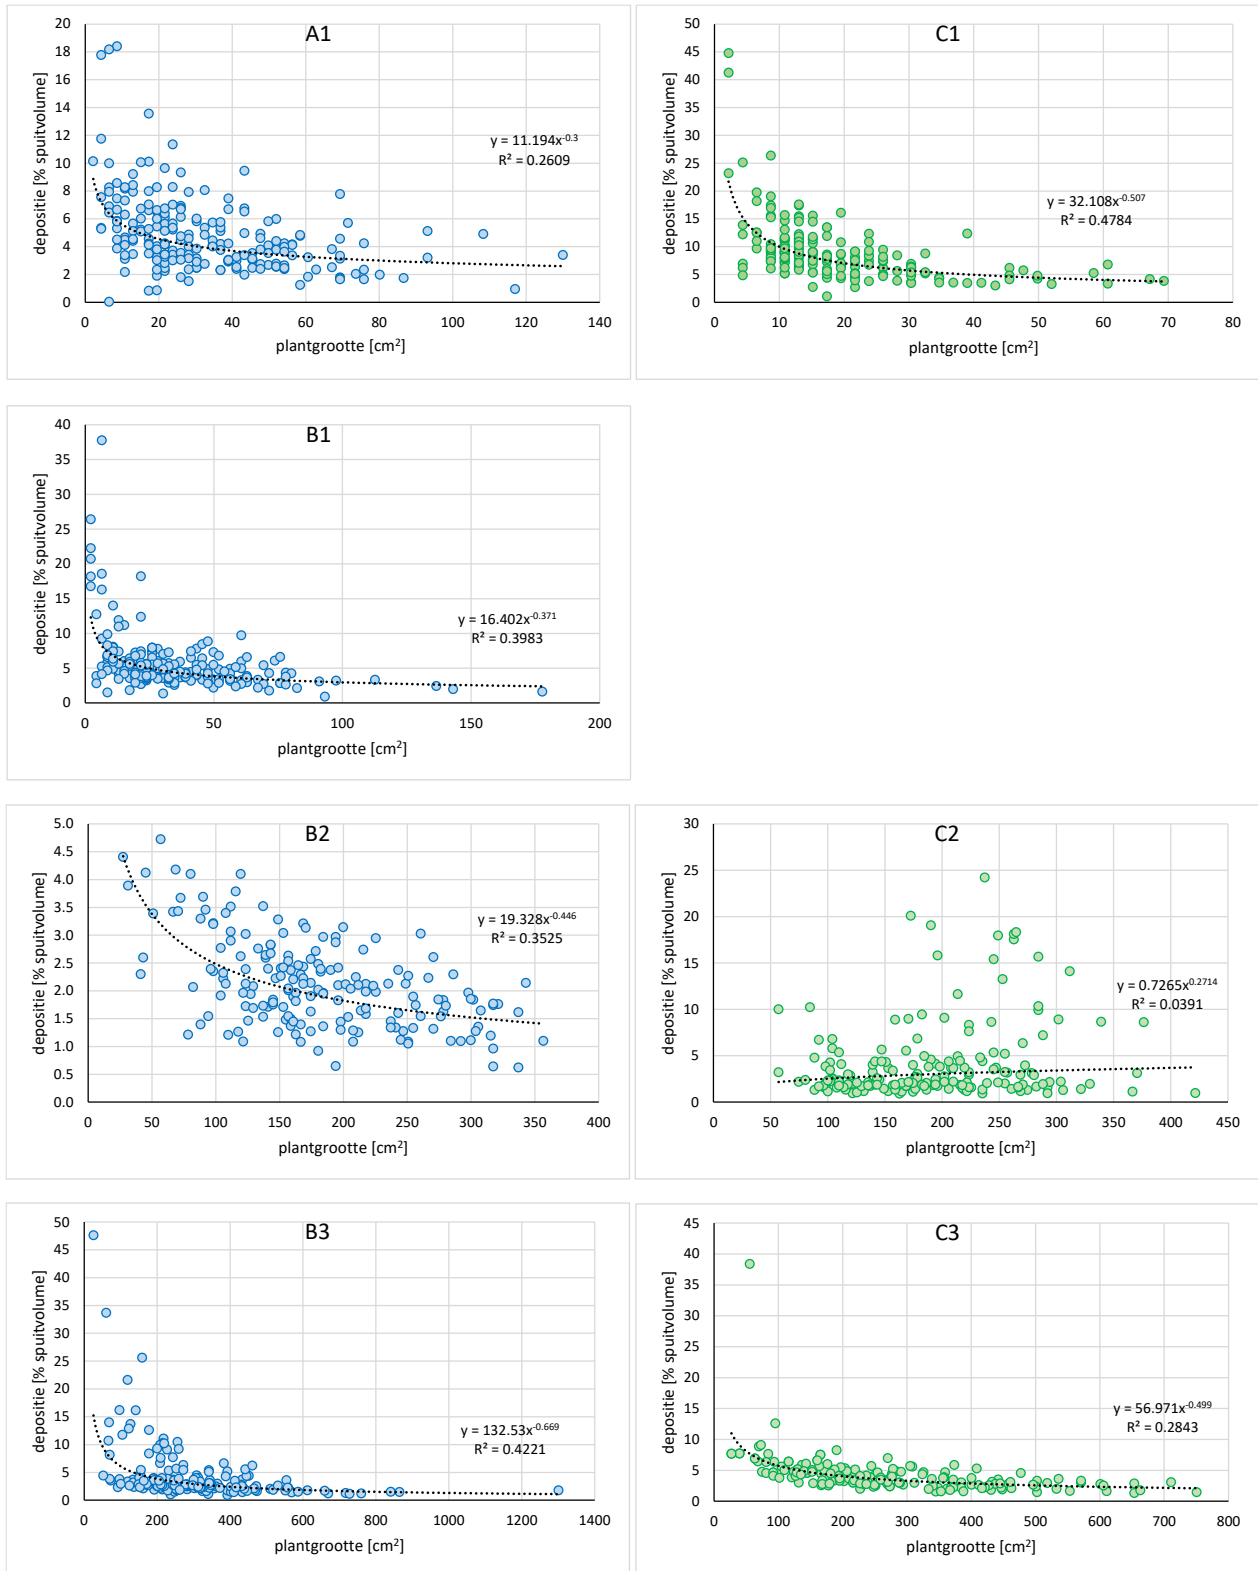 A1
depositie [% spuitvolume]
20
18
16
14
12
10
8
6
4
2
0
y = 11.194x^-0.3
R² = 0.2609
0 20 40 60 80 100 120 140
plantgrootte [cm²]
C1
depositie [% spuitvolume]
50
45
40
35
30
25
20
15
10
5
0
y = 32.108x^-0.507
R² = 0.4784
0 10 20 30 40 50 60 70 80
plantgrootte [cm²]
B1
depositie [% spuitvolume]
40
35
30
25
20
15
10
5
0
y = 16.402x^-0.371
R² = 0.3983
0 50 100 150 200
plantgrootte [cm²]
B2
depositie [% spuitvolume]
5.0
4.5
4.0
3.5
3.0
2.5
2.0
1.5
1.0
0.5
0.0
y = 19.328x^-0.446
R² = 0.3525
0 50 100 150 200 250 300 350 400
plantgrootte [cm²]
C2
depositie [% spuitvolume]
30
25
20
15
10
5
0
y = 0.7265x^0.2714
R² = 0.0391
0 50 100 150 200 250 300 350 400 450
plantgrootte [cm²]
B3
depositie [% spuitvolume]
50
45
40
35
30
25
20
15
10
5
0
y = 132.53x^-0.669
R² = 0.4221
0 200 400 600 800 1000 1200 1400
plantgrootte [cm²]
C3
depositie [% spuitvolume]
45
40
35
30
25
20
15
10
5
0
y = 56.971x^-0.499
R² = 0.2843
0 100 200 300 400 500 600 700 800
plantgrootte [cm²]